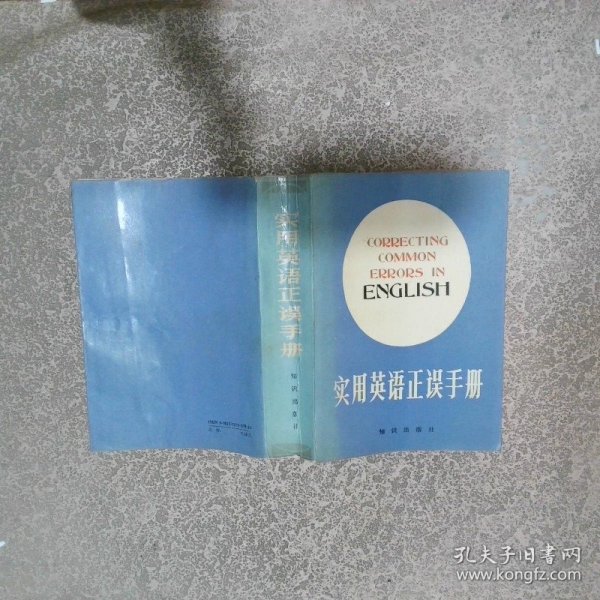 CORRECTING
COMMON
ERRORS IN
ENGLISH
实用英语正误手册
知识出版社
实用英语正误手册
知识出版社
孔夫子旧书网
www.kongfz.com